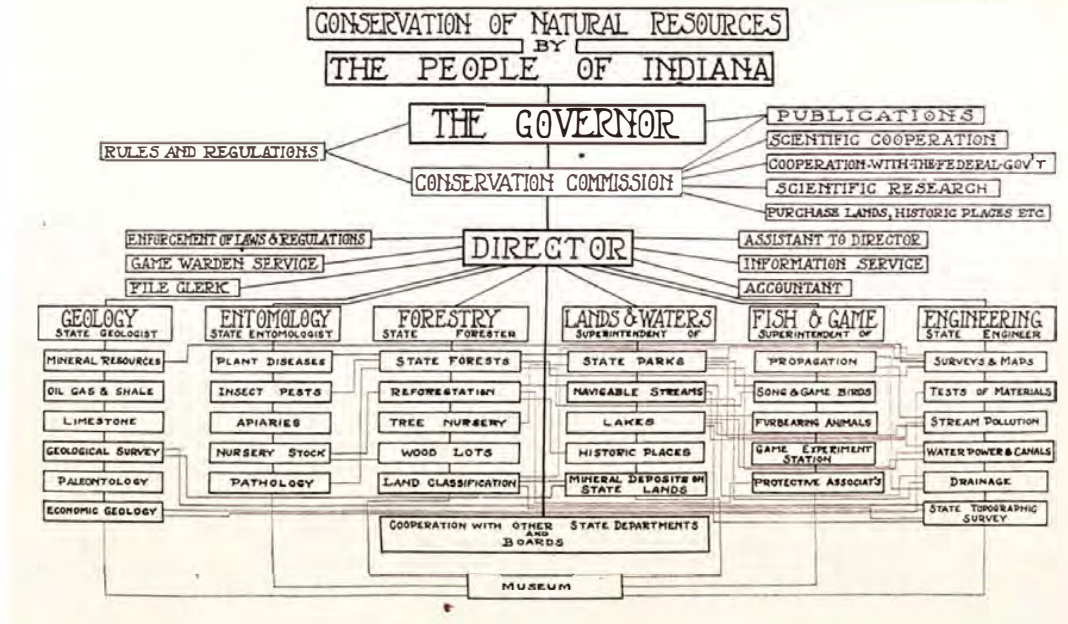 CONSERVATION OF NATURAL RESOURCES
BY
THE PEOPLE OF INDIANA
THE GOVERNOR
RULES AND REGULATIONS
CONSERVATION COMMISSION
PUBLICATIONS
SCIENTIFIC COOPERATION
COOPERATION-WITH-THE-FEDERAL-GOV'T
SCIENTIFIC RESEARCH
PURCHASE LANDS, HISTORIC PLACES ETC.
DIRECTOR
ENFORCEMENT OF LAWS & REGULATIONS
GAME WARDEN SERVICE
FILE CLERK
ASSISTANT TO DIRECTOR
INFORMATION SERVICE
ACCOUNTANT
GEOLOGY
STATE GEOLOGIST
MINERAL RESOURCES
OIL GAS & SHALE
LIMESTONE
GEOLOGICAL SURVEY
PALEONTOLOGY
ECONOMIC GEOLOGY
ENTOMOLOGY
STATE ENTOMOLOGIST
PLANT DISEASES
INSECT PESTS
APIARIES
NURSERY STOCK
PATHOLOGY
FORESTRY
STATE FORESTER
STATE FORESTS
REFORESTATION
TREE NURSERY
WOOD LOTS
LAND CLASSIFICATION
LANDS & WATERS
SUPERINTENDENT OF
STATE PARKS
NAVIGABLE STREAMS
LAKES
HISTORIC PLACES
MINERAL DEPOSITS ON
STATE LANDS
FISH & GAME
SUPERINTENDENT OF
PROPAGATION
SONG & GAME BIRDS
FURBEARING ANIMALS
GAME EXPERIMENT
STATION
PROTECTIVE ASSOCIAT'S
ENGINEERING
STATE ENGINEER
SURVEYS & MAPS
TESTS OF MATERIALS
STREAM POLLUTION
WATER POWER & CANALS
DRAINAGE
STATE TOPOGRAPHIC
SURVEY
COOPERATION WITH OTHER STATE DEPARTMENTS
AND
BOARDS
MUSEUM